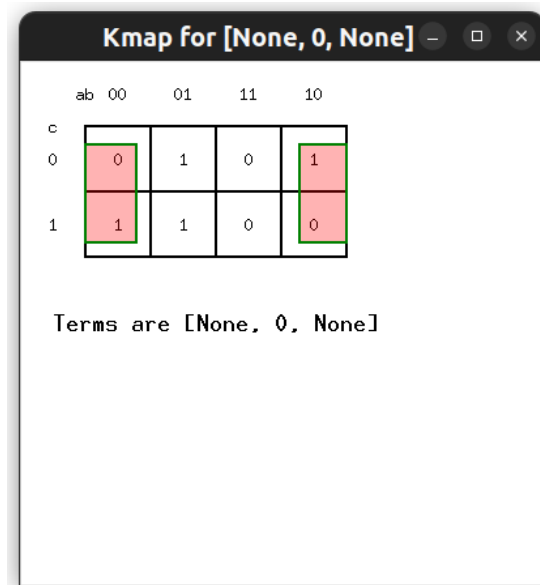 Kmap for [None, 0, None]
ab 00 01 11 10
c
0 0 1 0 1
1 1 1 0 0
Terms are [None, 0, None]